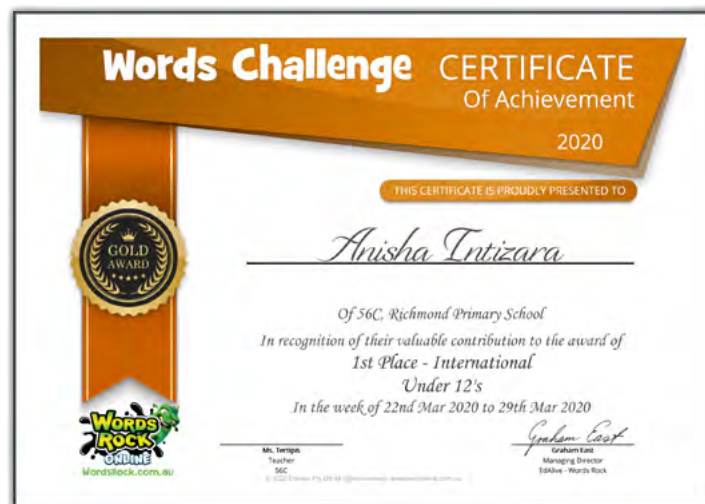 Words Challenge CERTIFICATE
Of Achievement
2020
THIS CERTIFICATE IS PROUDLY PRESENTED TO
Anisha Intizara
GOLD
AWARD
Of 56C, Richmond Primary School
In recognition of their valuable contribution to the award of
1st Place - International
Under 12's
In the week of 22nd Mar 2020 to 29th Mar 2020
WORDS
ROCK
ONLINE
WordsRock.com.au
Ms. Tertipis
Teacher
56C
Graham East
Graham East
Managing Director
EdAlive - Words Rock